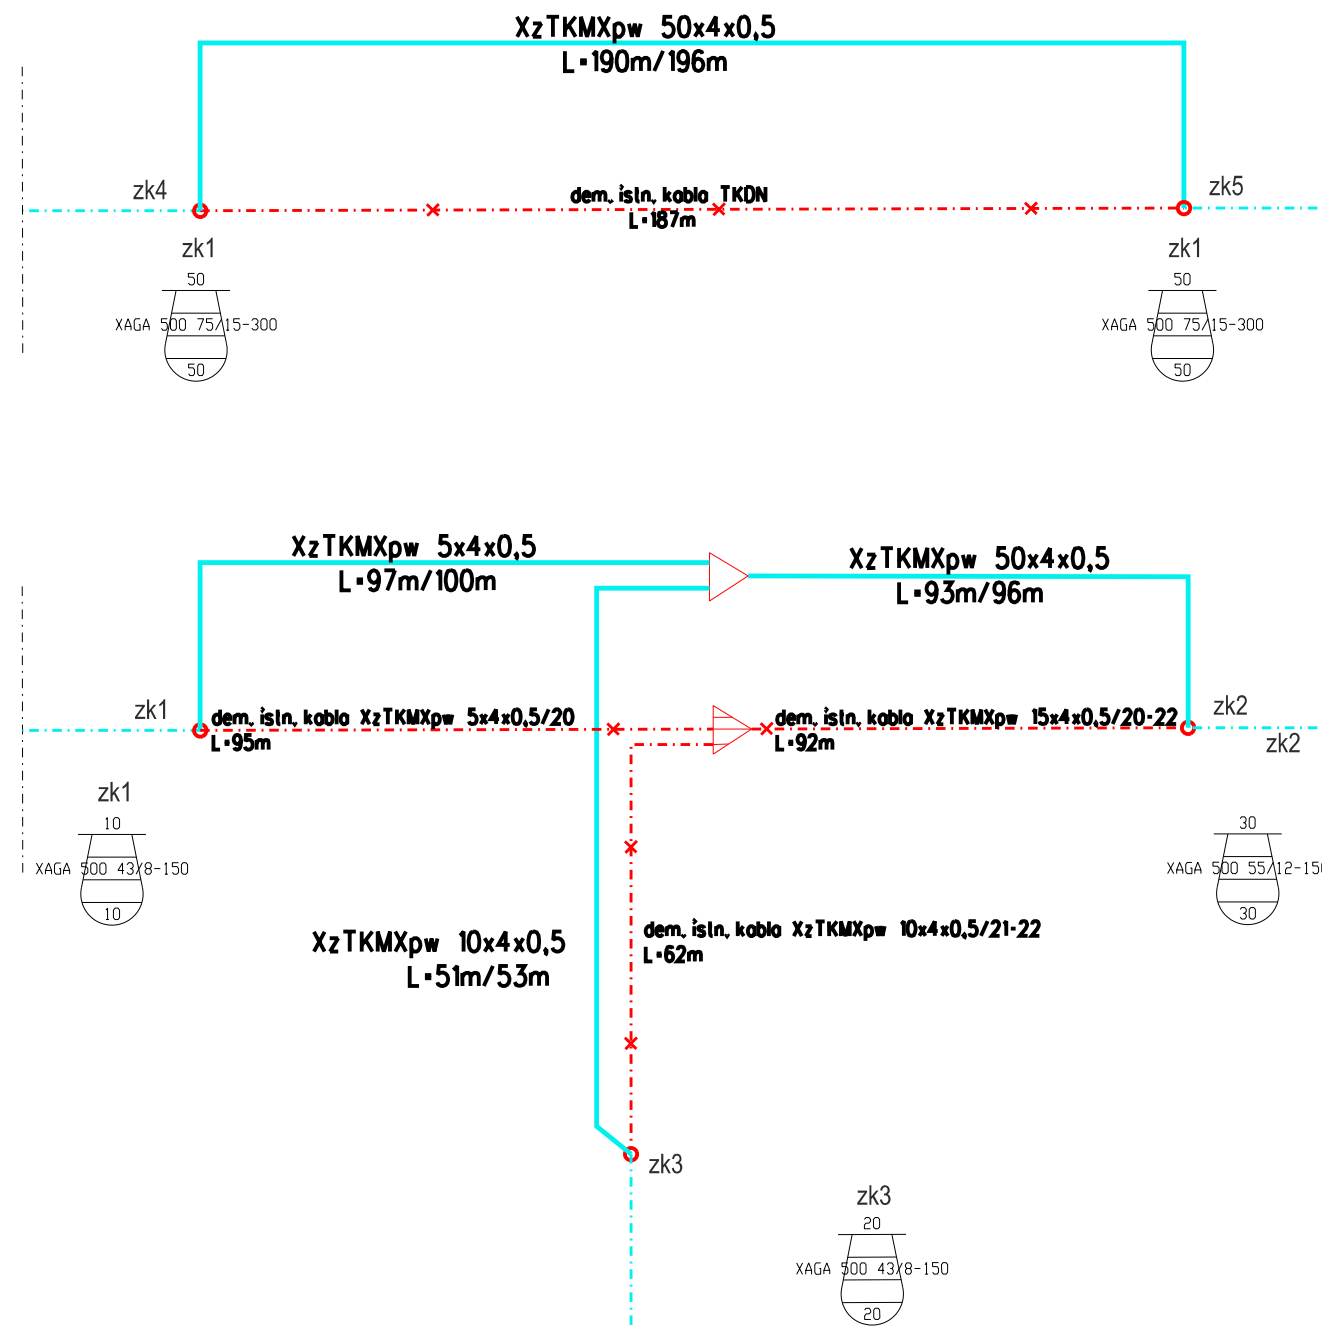 XzTKMXpw 50x4x0,5
L=190m/196m
zk4
dem. istn. kabla TKDN
L=187m
zk5
zk1
50
XAGA 500 75/15-300
50
zk1
50
XAGA 500 75/15-300
50
XzTKMXpw 5x4x0,5
L=97m/100m
XzTKMXpw 50x4x0,5
L=93m/96m
zk1
dem. istn. kabla XzTKMXpw 5x4x0,5/20
L=95m
dem. istn. kabla XzTKMXpw 15x4x0,5/20-22
L=92m
zk2
zk2
zk1
10
XAGA 500 43/8-150
10
30
XAGA 500 55/12-150
30
XzTKMXpw 10x4x0,5
L=51m/53m
dem. istn. kabla XzTKMXpw 10x4x0,5/21-22
L=62m
zk3
zk3
20
XAGA 500 43/8-150
20